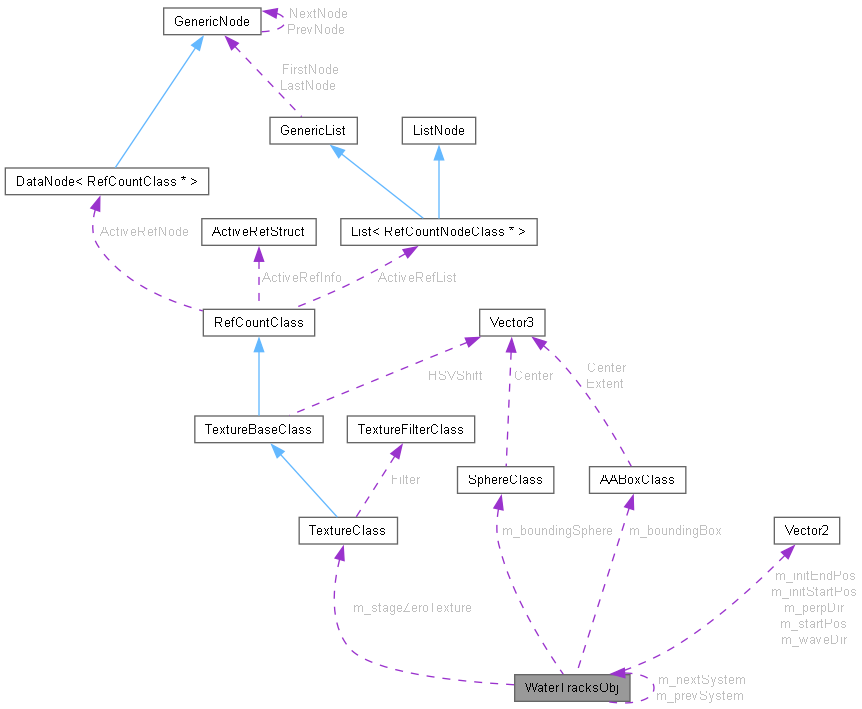 GenericNode
NextNode
PrevNode
FirstNode
LastNode
GenericList
ListNode
DataNode< RefCountClass * >
ActiveRefNode
ActiveRefStruct
List< RefCountNodeClass * >
ActiveRefInfo
ActiveRefList
RefCountClass
Vector3
HSVShift
Center
Center
Extent
TextureBaseClass
TextureFilterClass
Filter
SphereClass
AABoxClass
TextureClass
m_boundingSphere
m_boundingBox
Vector2
m_initEndPos
m_initStartPos
m_perpDir
m_startPos
m_waveDir
m_stageZeroTexture
WaterTracksObj
m_nextSystem
m_prevSystem